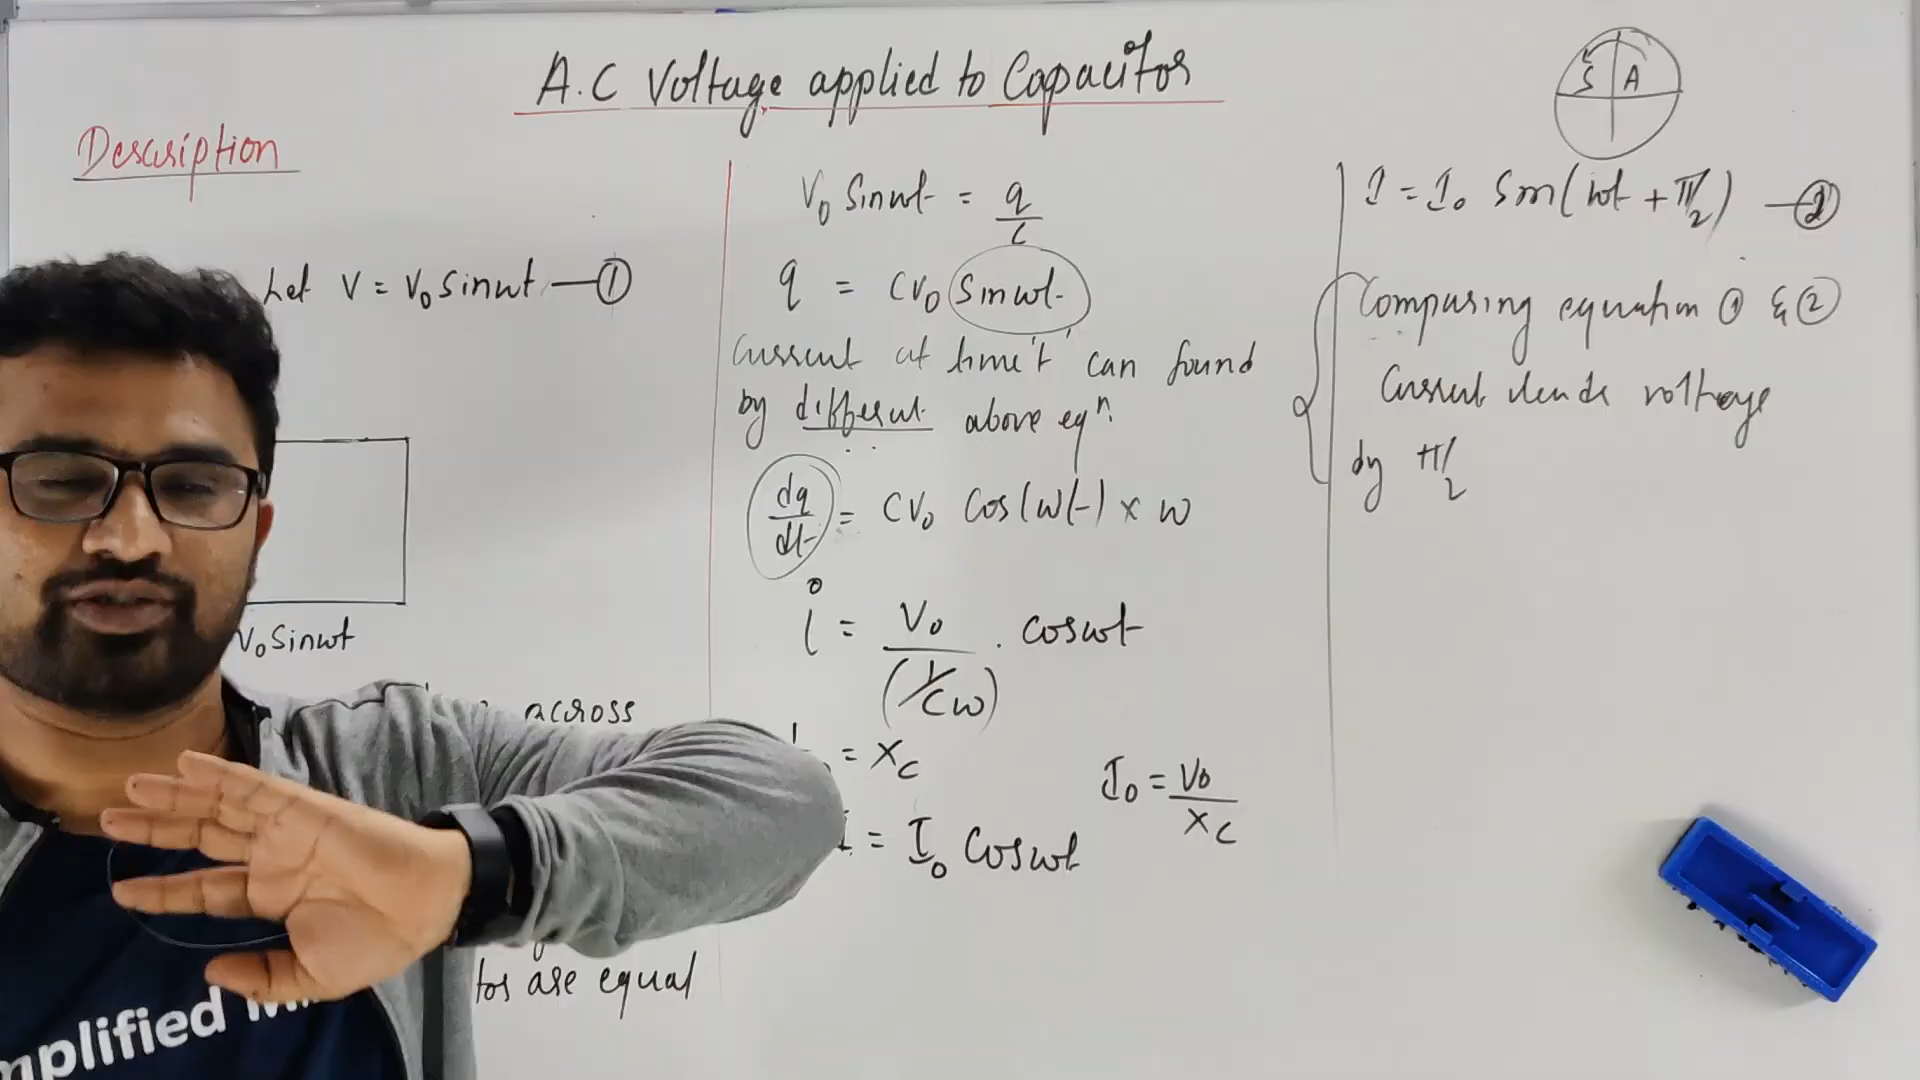 A.C Voltage applied to Capacitor
Description
Let V = V₀ sinωt —①
V₀ sinωt
across
tor are equal
V₀ Sinωt = q/C
q = CV₀ Sinωt
Current at time 't' can found
by different above eqⁿ.
dq/dt = CV₀ Cos(ωt) × ω
i = V₀/(1/Cω) . cosωt
= X_C
I₀ = V₀/X_C
I = I₀ Cosωt
S A
I = I₀ Sin(ωt + π/2) —②
Comparing equation ① & ②
Current leads voltage
by π/2
mplified